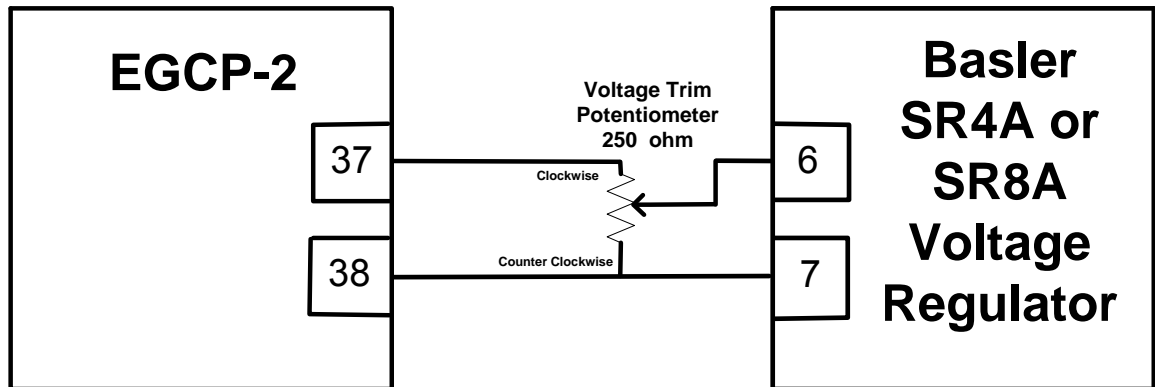 EGCP-2
37
38
Voltage Trim
Potentiometer
250 ohm
Clockwise
Counter Clockwise
6
7
Basler
SR4A or
SR8A
Voltage
Regulator